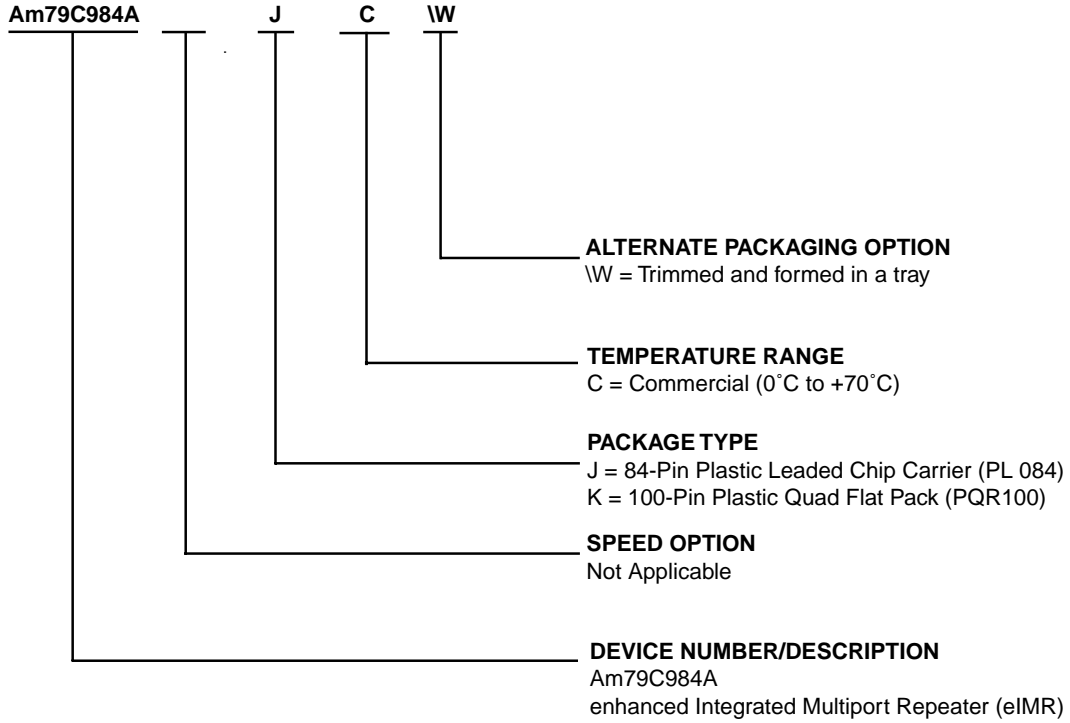 Am79C984A J C \W
ALTERNATE PACKAGING OPTION
\W = Trimmed and formed in a tray
TEMPERATURE RANGE
C = Commercial (0˚C to +70˚C)
PACKAGE TYPE
J = 84-Pin Plastic Leaded Chip Carrier (PL 084)
K = 100-Pin Plastic Quad Flat Pack (PQR100)
SPEED OPTION
Not Applicable
DEVICE NUMBER/DESCRIPTION
Am79C984A
enhanced Integrated Multiport Repeater (eIMR)